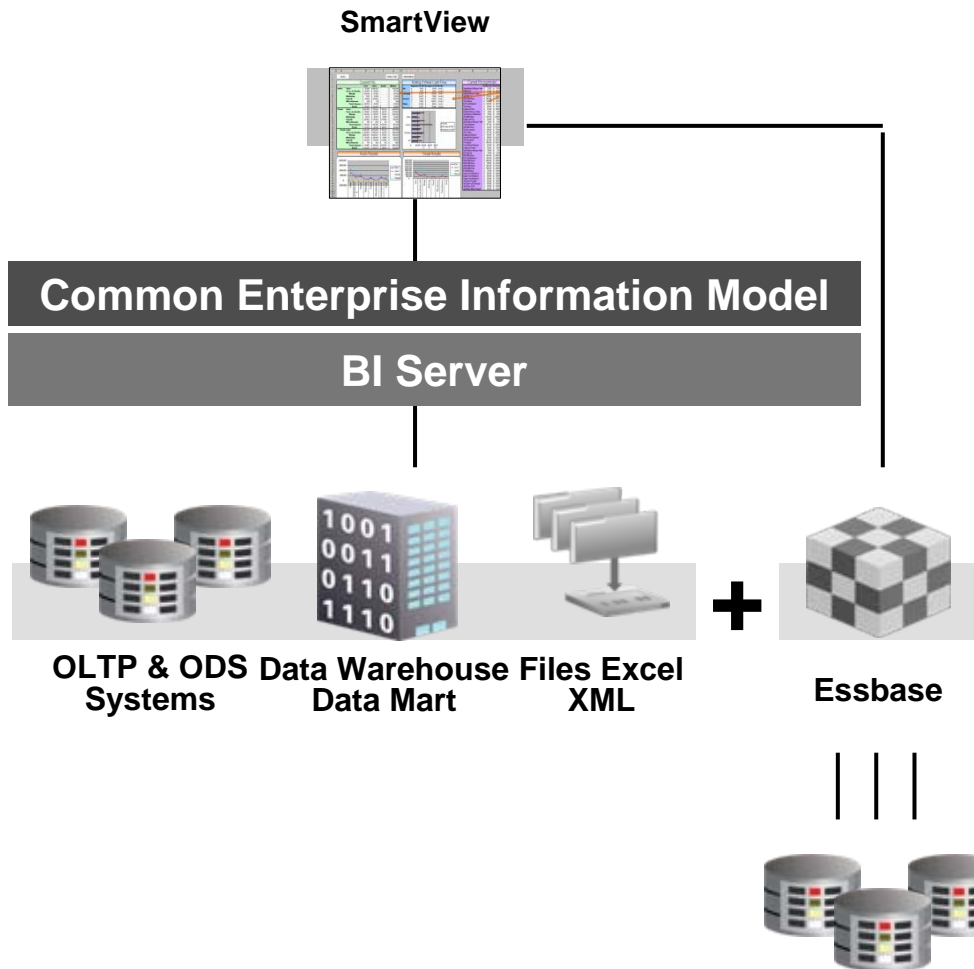 SmartView
Common Enterprise Information Model
BI Server
1001
0011
0110
1110
OLTP & ODS
Systems
Data Warehouse
Data Mart
Files Excel
XML
Essbase